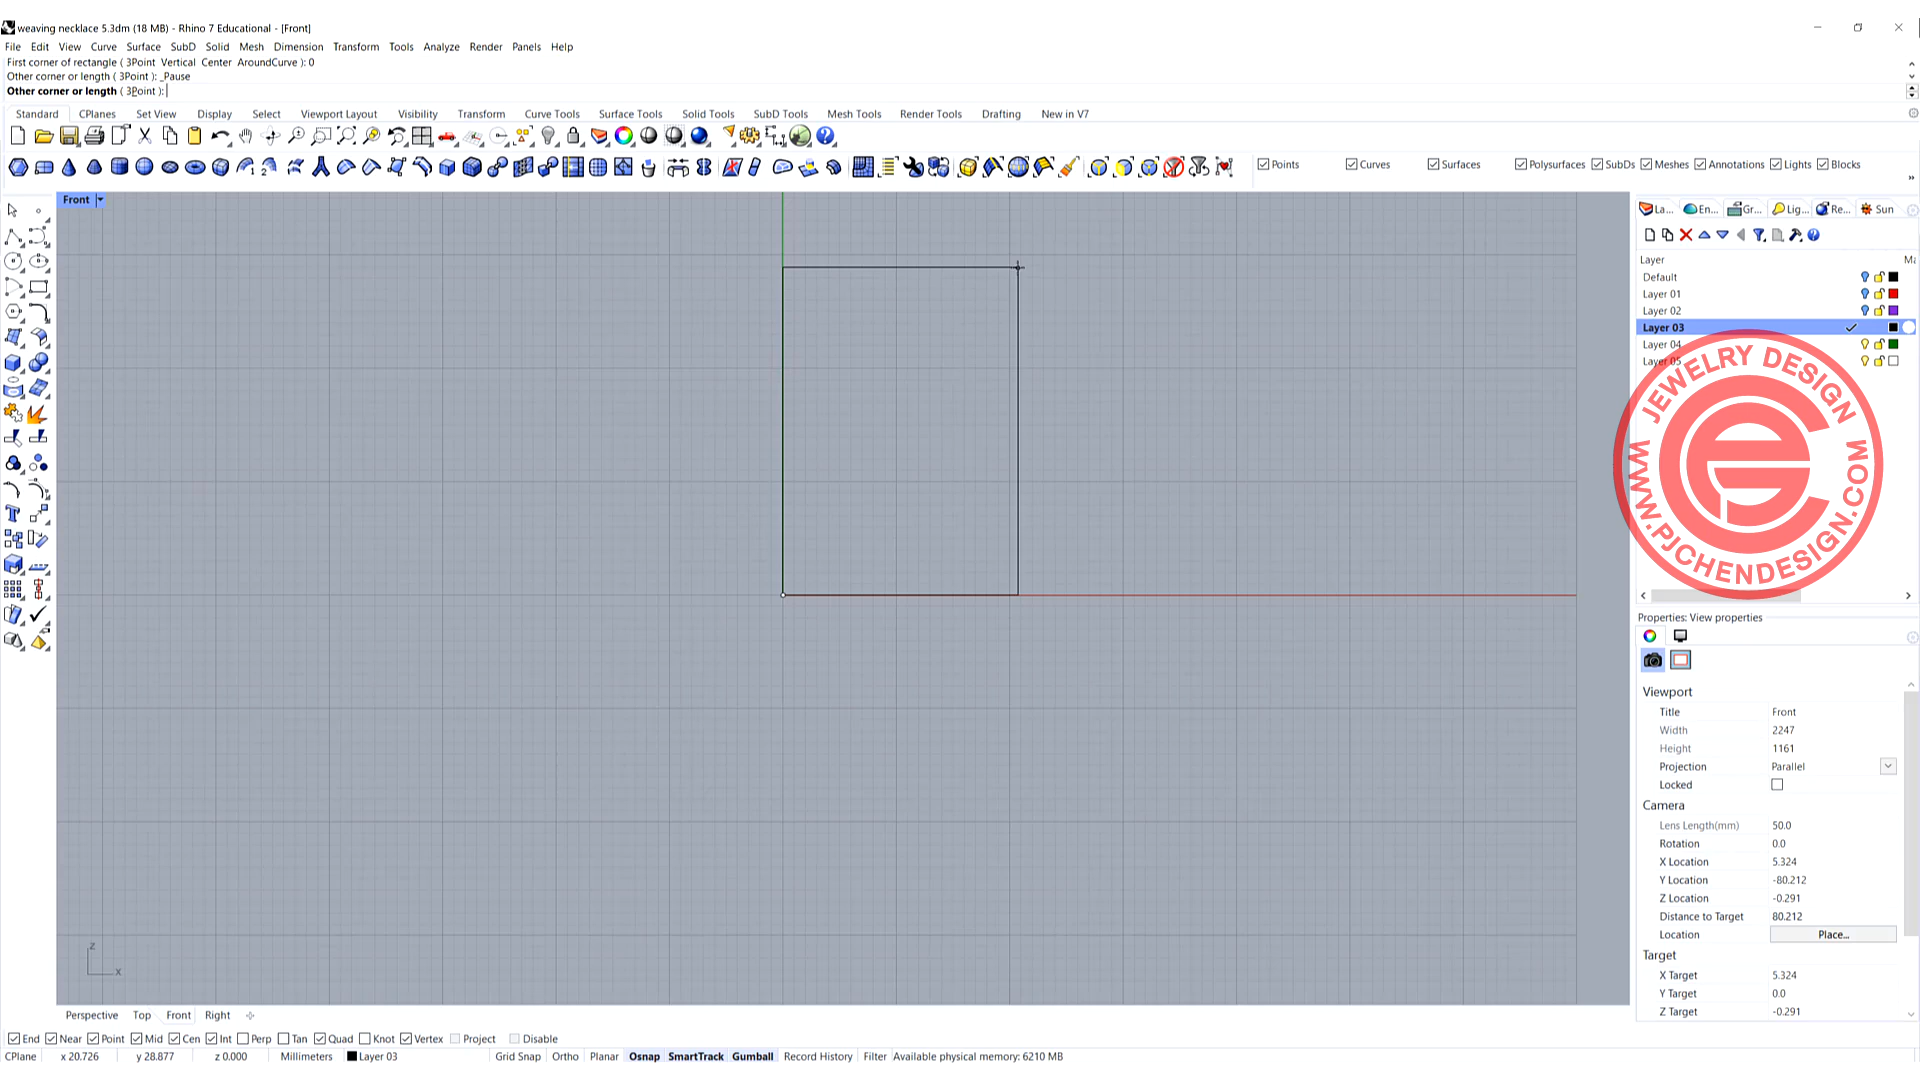 weaving necklace 5.3dm (18 MB) - Rhino 7 Educational - [Front]
File Edit View Curve Surface SubD Solid Mesh Dimension Transform Tools Analyze Render Panels Help
First corner of rectangle ( 3Point Vertical Center AroundCurve ): 0
Other corner or length ( 3Point ): _Pause
Other corner or length ( 3Point ):
Standard CPlanes Set View Display Select Viewport Layout Visibility Transform Curve Tools Surface Tools Solid Tools SubD Tools Mesh Tools Render Tools Drafting New in V7
Points Curves Surfaces Polysurfaces SubDs Meshes Annotations Lights Blocks
Front
La... En... Gr... Lig... Re... Sun
Layer
Default
Layer 01
Layer 02
Layer 03
Layer 04
Layer 05
JEWELRY DESIGN
WWW.PJCHENDESIGN.COM
Properties: View properties
Viewport
Title Front
Width 2247
Height 1161
Projection Parallel
Locked
Camera
Lens Length(mm) 50.0
Rotation 0.0
X Location 5.324
Y Location -80.212
Z Location -0.291
Distance to Target 80.212
Location Place...
Target
X Target 5.324
Y Target 0.0
Z Target -0.291
z
x
Perspective Top Front Right
End Near Point Mid Cen Int Perp Tan Quad Knot Vertex Project Disable
CPlane x 20.726 y 28.877 z 0.000 Millimeters Layer 03 Grid Snap Ortho Planar Osnap SmartTrack Gumball Record History Filter Available physical memory: 6210 MB